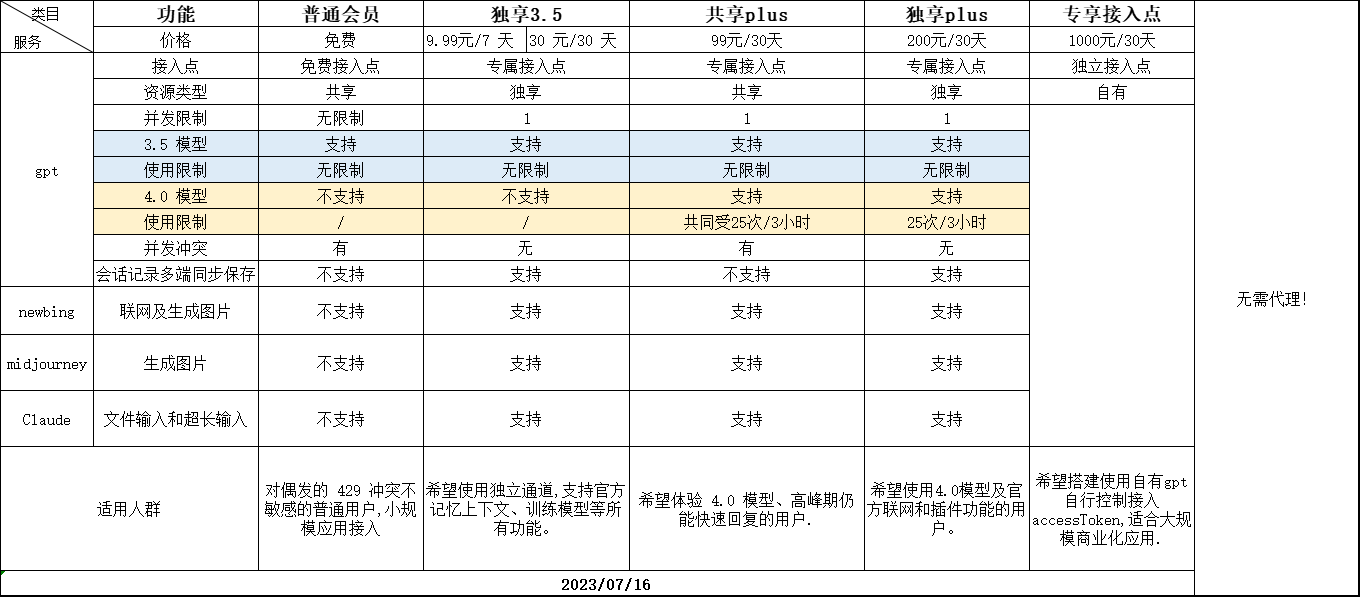 类目 功能 普通会员 独享3.5 共享plus 独享plus 专享接入点
服务 价格 免费 9.99元/7 天 30 元/30 天 99元/30天 200元/30天 1000元/30天
接入点 免费接入点 专属接入点 专属接入点 专属接入点 独立接入点
资源类型 共享 独享 共享 独享 自有
并发限制 无限制 1 1 1
3.5 模型 支持 支持 支持 支持
gpt 使用限制 无限制 无限制 无限制 无限制
4.0 模型 不支持 不支持 支持 支持
使用限制 / / 共同受25次/3小时 25次/3小时
并发冲突 有 无 有 无
会话记录多端同步保存 不支持 支持 不支持 支持
newbing 联网及生成图片 不支持 支持 支持 支持
无需代理!
midjourney 生成图片 不支持 支持 支持 支持
Claude 文件输入和超长输入 不支持 支持 支持 支持
适用人群
对偶发的 429 冲突不
敏感的普通用户,小规
模应用接入
希望使用独立通道,支持官方
记忆上下文、训练模型等所
有功能。
希望体验 4.0 模型、高峰期仍
能快速回复的用户.
希望使用4.0模型及官
方联网和插件功能的用
户。
希望搭建使用自有gpt
自行控制接入
accessToken,适合大规
模商业化应用.
2023/07/16